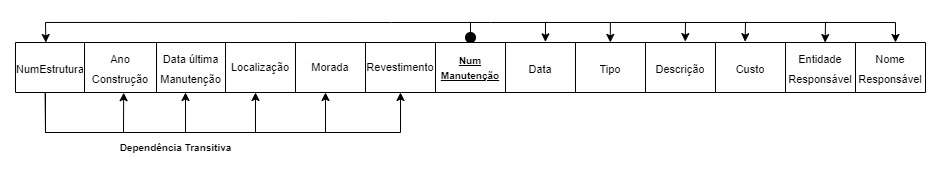 NumEstrutura
Ano
Construção
Data última
Manutenção
Localização
Morada
Revestimento
Num
Manutenção
Data
Tipo
Descrição
Custo
Entidade
Responsável
Nome
Responsável
Dependência Transitiva